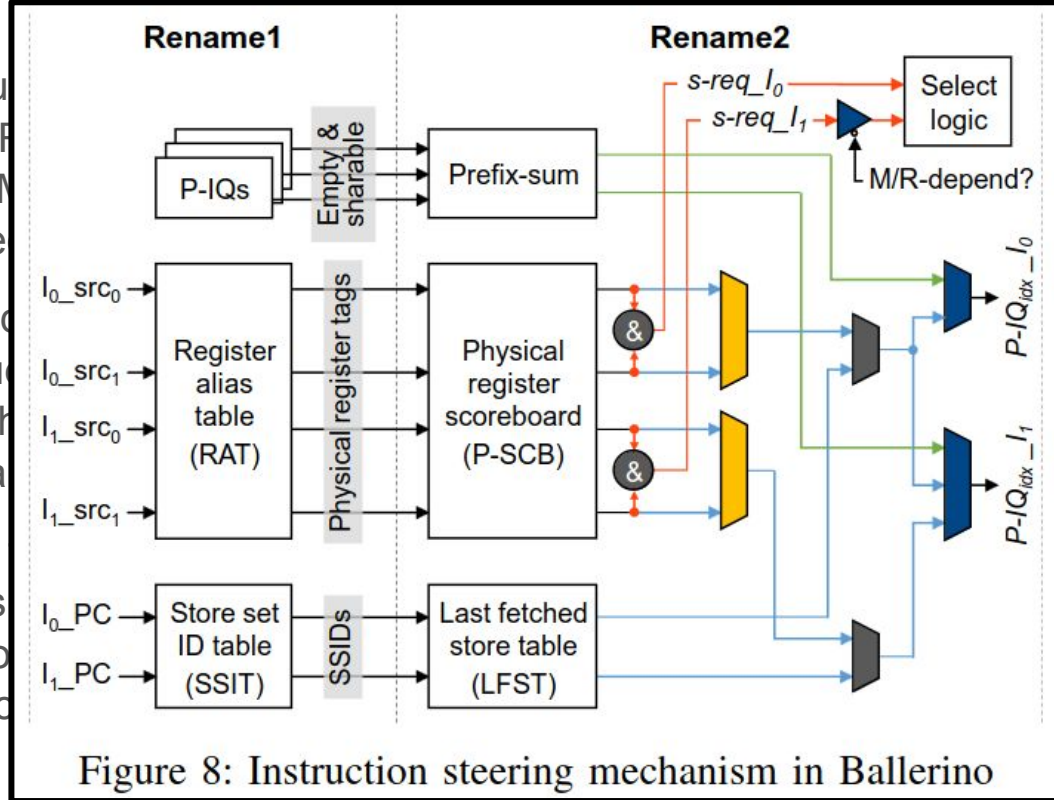 Rename1
Rename2
s-req_I₀
s-req_I₁
Select
logic
M/R-depend?
P-IQs
Empty &
sharable
Prefix-sum
I₀_src₀
I₀_src₁
I₁_src₀
I₁_src₁
Register
alias
table
(RAT)
Physical register tags
Physical
register
scoreboard
(P-SCB)
&
&
P-IQidx_I₀
P-IQidx_I₁
I₀_PC
I₁_PC
Store set
ID table
(SSIT)
SSIDs
Last fetched
store table
(LFST)
Figure 8: Instruction steering mechanism in Ballerino